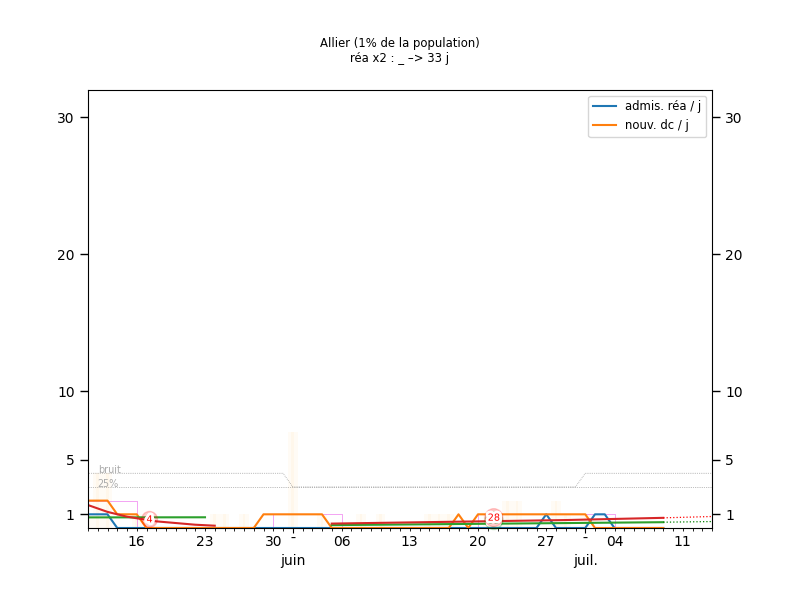 Allier (1% de la population)
réa x2 : _ –> 33 j
admis. réa / j
nouv. dc / j
30 30
20 20
10 10
5 5
1 1
bruit
25%
4
28
16 23 30 - 06 13 20 27 - 04 11
juin juil.